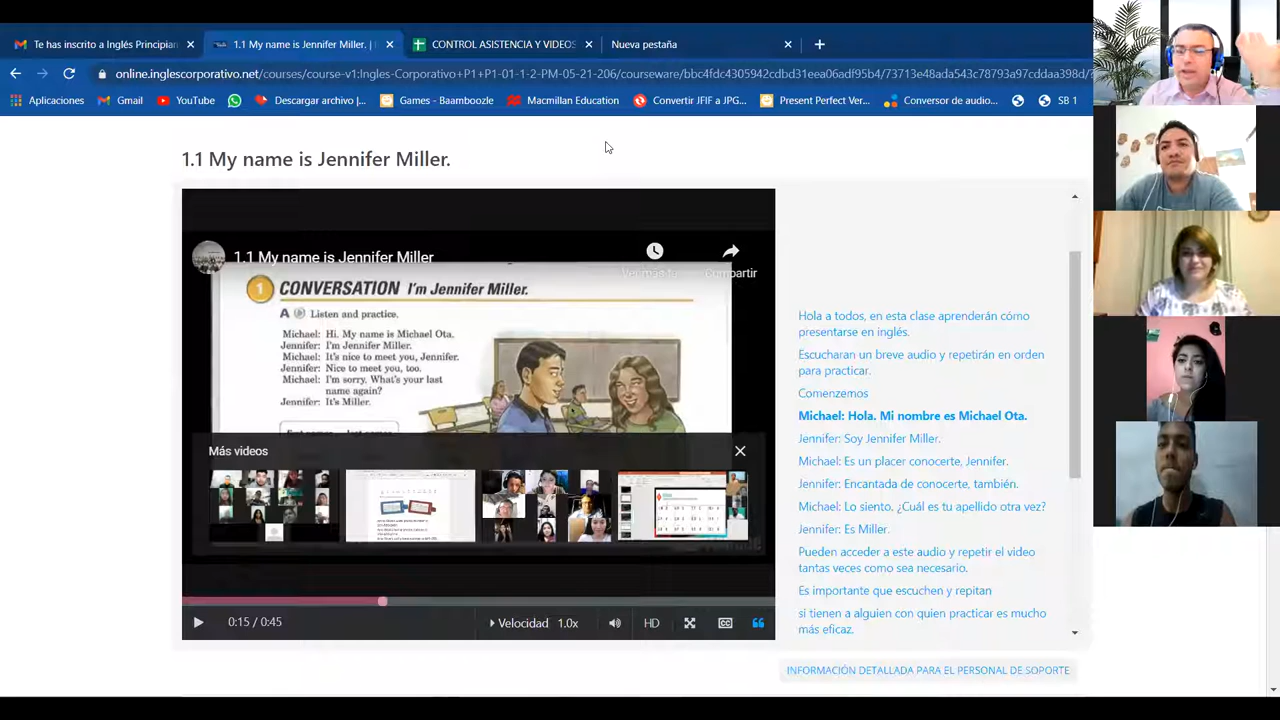 Te has inscrito a Inglés Principian
1.1 My name is Jennifer Miller. |
CONTROL ASISTENCIA Y VIDEOS
Nueva pestaña
online.inglescorporativo.net/courses/course-v1:Ingles-Corporativo+P1+P1-01-1-2-PM-05-21-206/courseware/bbc4fdc4305942cdbd31eea06adf95b4/73713e48ada543c78793a97cddaa398d/
Aplicaciones
Gmail
YouTube
Descargar archivo |...
Games - Baamboozle
Macmillan Education
Convertir JFIF a JPG...
Present Perfect Ver...
Conversor de audio...
SB 1
1.1 My name is Jennifer Miller.
1.1 My name is Jennifer Miller
Compartir
1 CONVERSATION I'm Jennifer Miller.
A Listen and practice.
Michael: Hi. My name is Michael Ota.
Jennifer: I'm Jennifer Miller.
Michael: It's nice to meet you, Jennifer.
Jennifer: Nice to meet you, too.
Michael: I'm sorry. What's your last
name again?
Jennifer: It's Miller.
Más videos
0:15 / 0:45
Velocidad 1.0x
HD
CC
Hola a todos, en esta clase aprenderán cómo
presentarse en inglés.
Escucharan un breve audio y repetirán en orden
para practicar.
Comenzemos
Michael: Hola. Mi nombre es Michael Ota.
Jennifer: Soy Jennifer Miller.
Michael: Es un placer conocerte, Jennifer.
Jennifer: Encantada de conocerte, también.
Michael: Lo siento. ¿Cuál es tu apellido otra vez?
Jennifer: Es Miller.
Pueden acceder a este audio y repetir el video
tantas veces como sea necesario.
Es importante que escuchen y repitan
si tienen a alguien con quien practicar es mucho
más eficaz.
INFORMACIÓN DETALLADA PARA EL PERSONAL DE SOPORTE